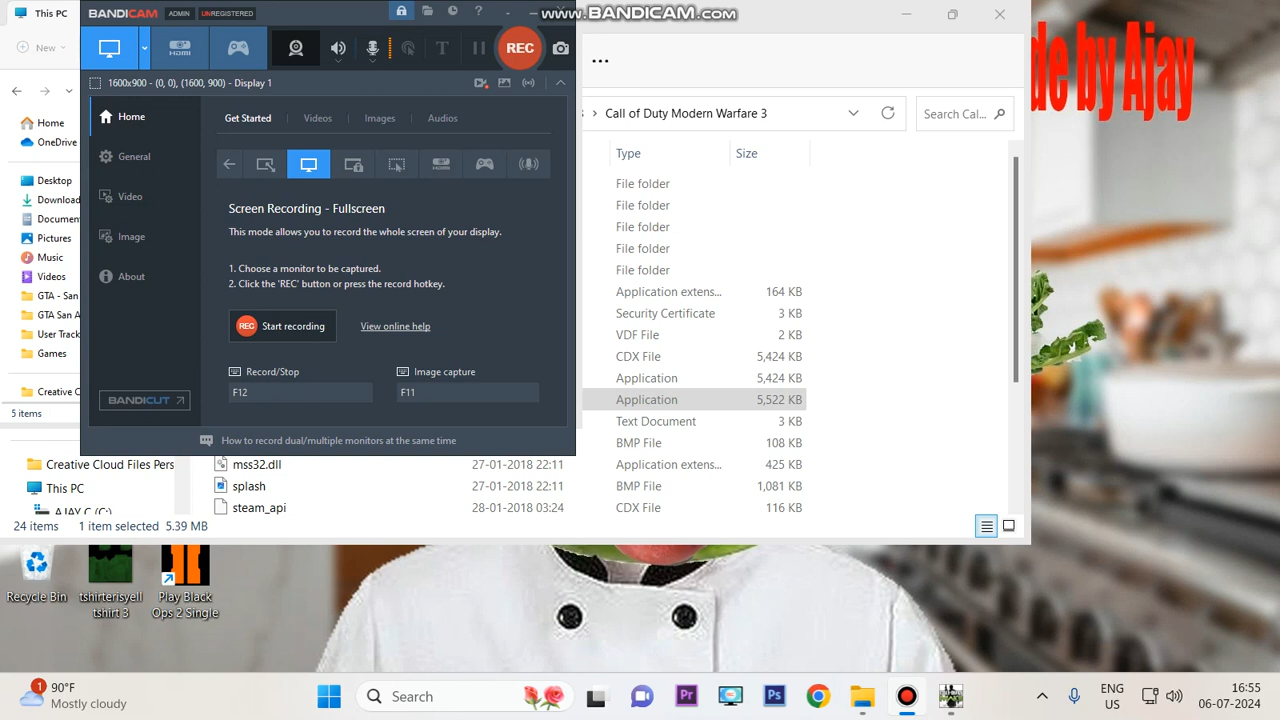 BANDICAM ADMIN UNREGISTERED
www.BANDICAM.com
REC
1600x900 - (0, 0), (1600, 900) - Display 1
Home
General
Video
Image
About
BANDICUT
Get Started Videos Images Audios
Screen Recording - Fullscreen
This mode allows you to record the whole screen of your display.
1. Choose a monitor to be captured.
2. Click the 'REC' button or press the record hotkey.
REC Start recording View online help
Record/Stop Image capture
F12 F11
How to record dual/multiple monitors at the same time
This PC
New
Home
OneDrive
Desktop
Download
Document
Pictures
Music
Videos
GTA - San
GTA San A
User Track
Games
Creative C
5 items
Creative Cloud Files Pers
This PC
AJAY C (C:)
Call of Duty Modern Warfare 3 Search Cal...
Type Size
File folder
File folder
File folder
File folder
File folder
Application extens... 164 KB
Security Certificate 3 KB
VDF File 2 KB
CDX File 5,424 KB
Application 5,424 KB
Application 5,522 KB
Text Document 3 KB
BMP File 108 KB
mss32.dll 27-01-2018 22:11 Application extens... 425 KB
splash 27-01-2018 22:11 BMP File 1,081 KB
steam_api 28-01-2018 03:24 CDX File 116 KB
24 items 1 item selected 5.39 MB
de by Ajay
Recycle Bin
tshirterisyell
tshirt 3
Play Black
Ops 2 Single
1
90°F
Mostly cloudy
Search
Pr
Ps
ENG
US
16:55
06-07-2024